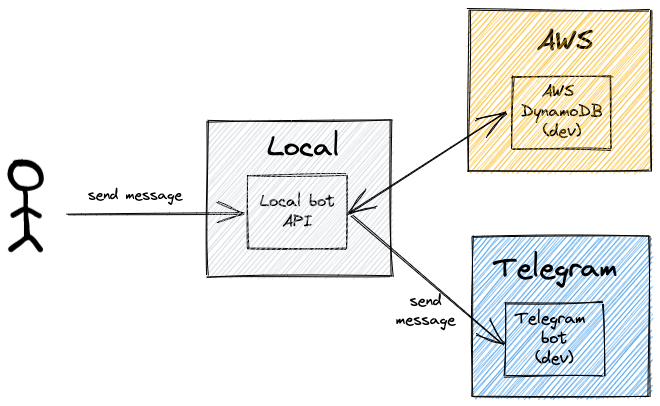 send message
Local
Local bot
API
AWS
AWS
DynamoDB
(dev)
send
message
Telegram
Telegram
bot
(dev)